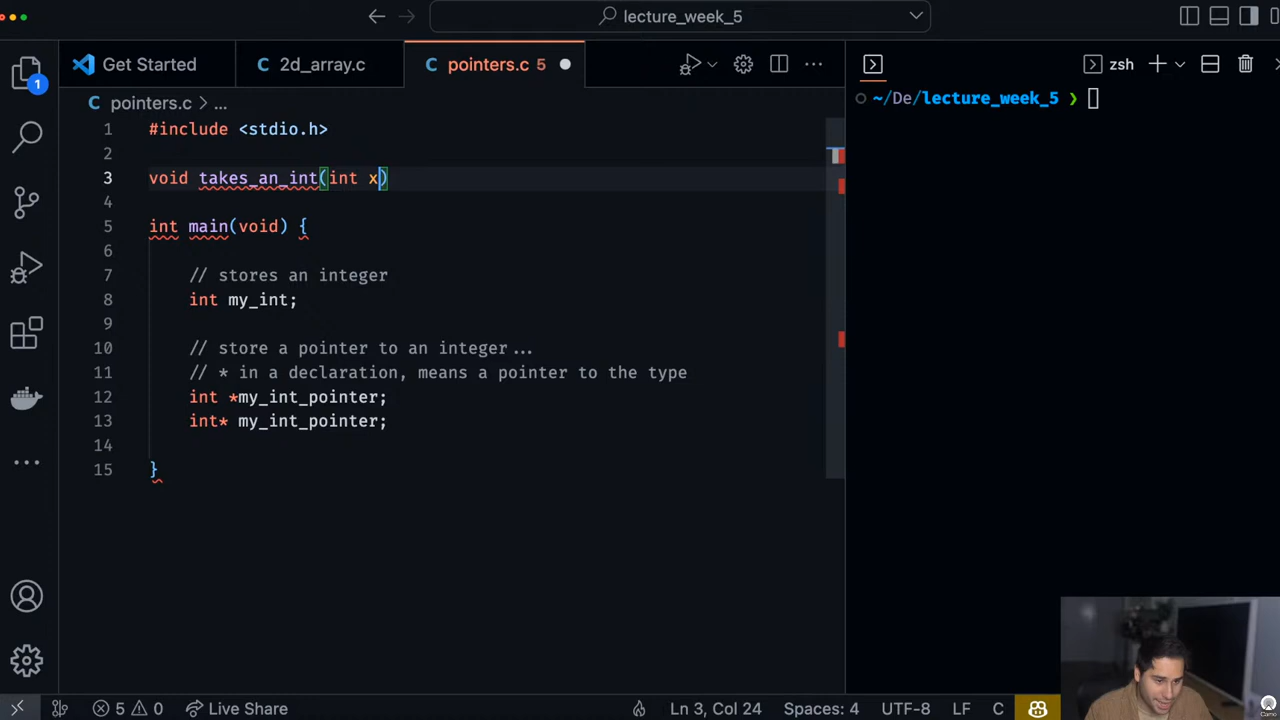 lecture_week_5
Get Started
C 2d_array.c
C pointers.c 5
zsh
1
C pointers.c > ...
~/De/lecture_week_5 ❯
1 #include <stdio.h>
2
3 void takes_an_int(int x)
4
5 int main(void) {
6
7 // stores an integer
8 int my_int;
9
10 // store a pointer to an integer...
11 // * in a declaration, means a pointer to the type
12 int *my_int_pointer;
13 int* my_int_pointer;
14
15 }
5 0 Live Share Ln 3, Col 24 Spaces: 4 UTF-8 LF C
Camo